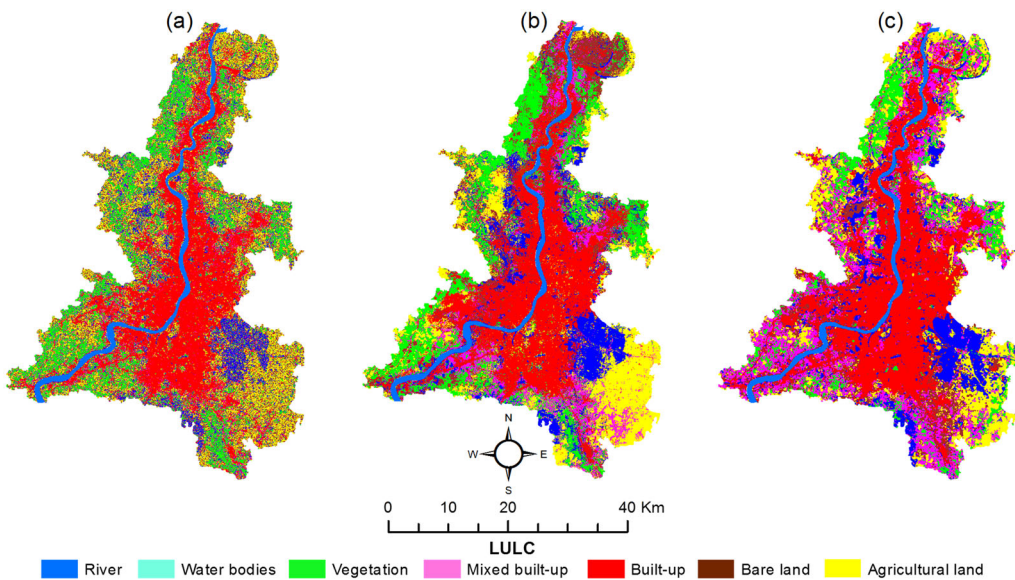 (a) (b) (c)
N
W E
S
0 10 20 40 Km
LULC
River Water bodies Vegetation Mixed built-up Built-up Bare land Agricultural land